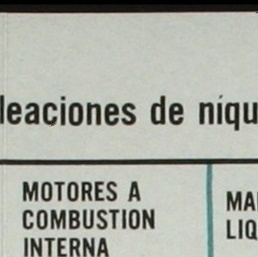 leaciones de níqu
MOTORES A
COMBUSTION
INTERNA
MA
LIQ